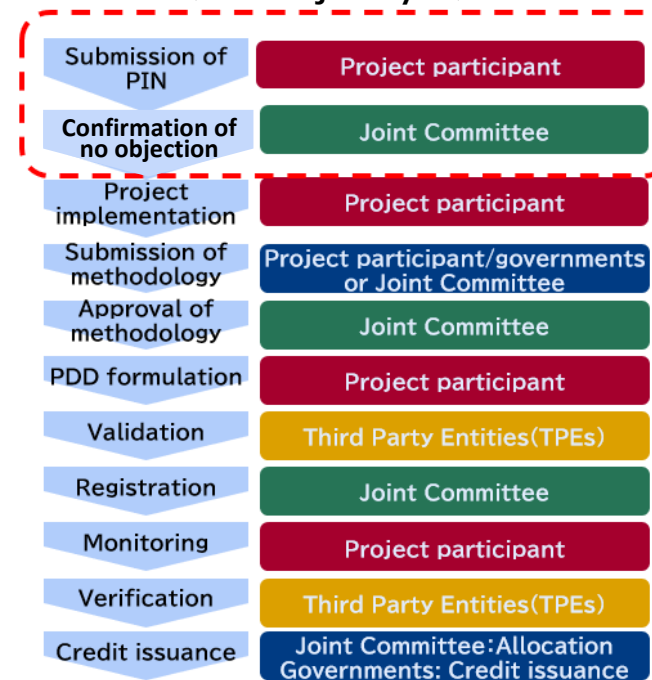 Submission of
PIN
Project participant
Confirmation of
no objection
Joint Committee
Project
implementation
Project participant
Submission of
methodology
Project participant/governments
or Joint Committee
Approval of
methodology
Joint Committee
PDD formulation
Project participant
Validation
Third Party Entities(TPEs)
Registration
Joint Committee
Monitoring
Project participant
Verification
Third Party Entities(TPEs)
Credit issuance
Joint Committee:Allocation
Governments: Credit issuance